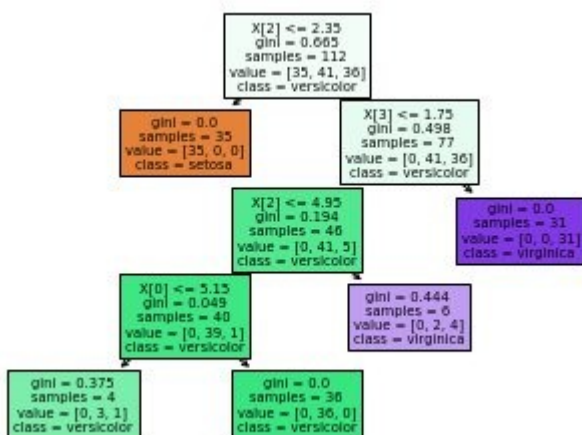 X[2] <= 2.35
gini = 0.665
samples = 112
value = [35, 41, 36]
class = versicolor
gini = 0.0
samples = 35
value = [35, 0, 0]
class = setosa
X[3] <= 1.75
gini = 0.498
samples = 77
value = [0, 41, 36]
class = versicolor
X[2] <= 4.95
gini = 0.194
samples = 46
value = [0, 41, 5]
class = versicolor
gini = 0.0
samples = 31
value = [0, 0, 31]
class = virginica
X[0] <= 5.15
gini = 0.049
samples = 40
value = [0, 39, 1]
class = versicolor
gini = 0.444
samples = 6
value = [0, 2, 4]
class = virginica
gini = 0.375
samples = 4
value = [0, 3, 1]
class = versicolor
gini = 0.0
samples = 36
value = [0, 36, 0]
class = versicolor